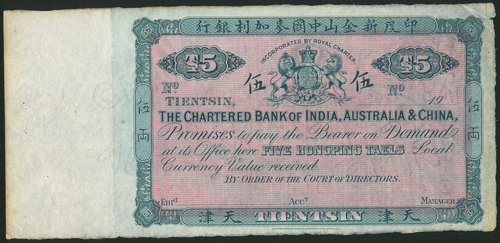 行銀利加麥國中山金新度印
INCORPORATED BY ROYAL CHARTER.
5 伍 伍 5
No No
TIENTSIN, 19
THE CHARTERED BANK OF INDIA, AUSTRALIA & CHINA,
Promises to pay the Bearer on Demand
at its Office here FIVE HONGPING TAELS Local
Currency Value received.
BY ORDER OF THE COURT OF DIRECTORS.
Entd. Acct. MANAGER.
津 TIENTSIN 天